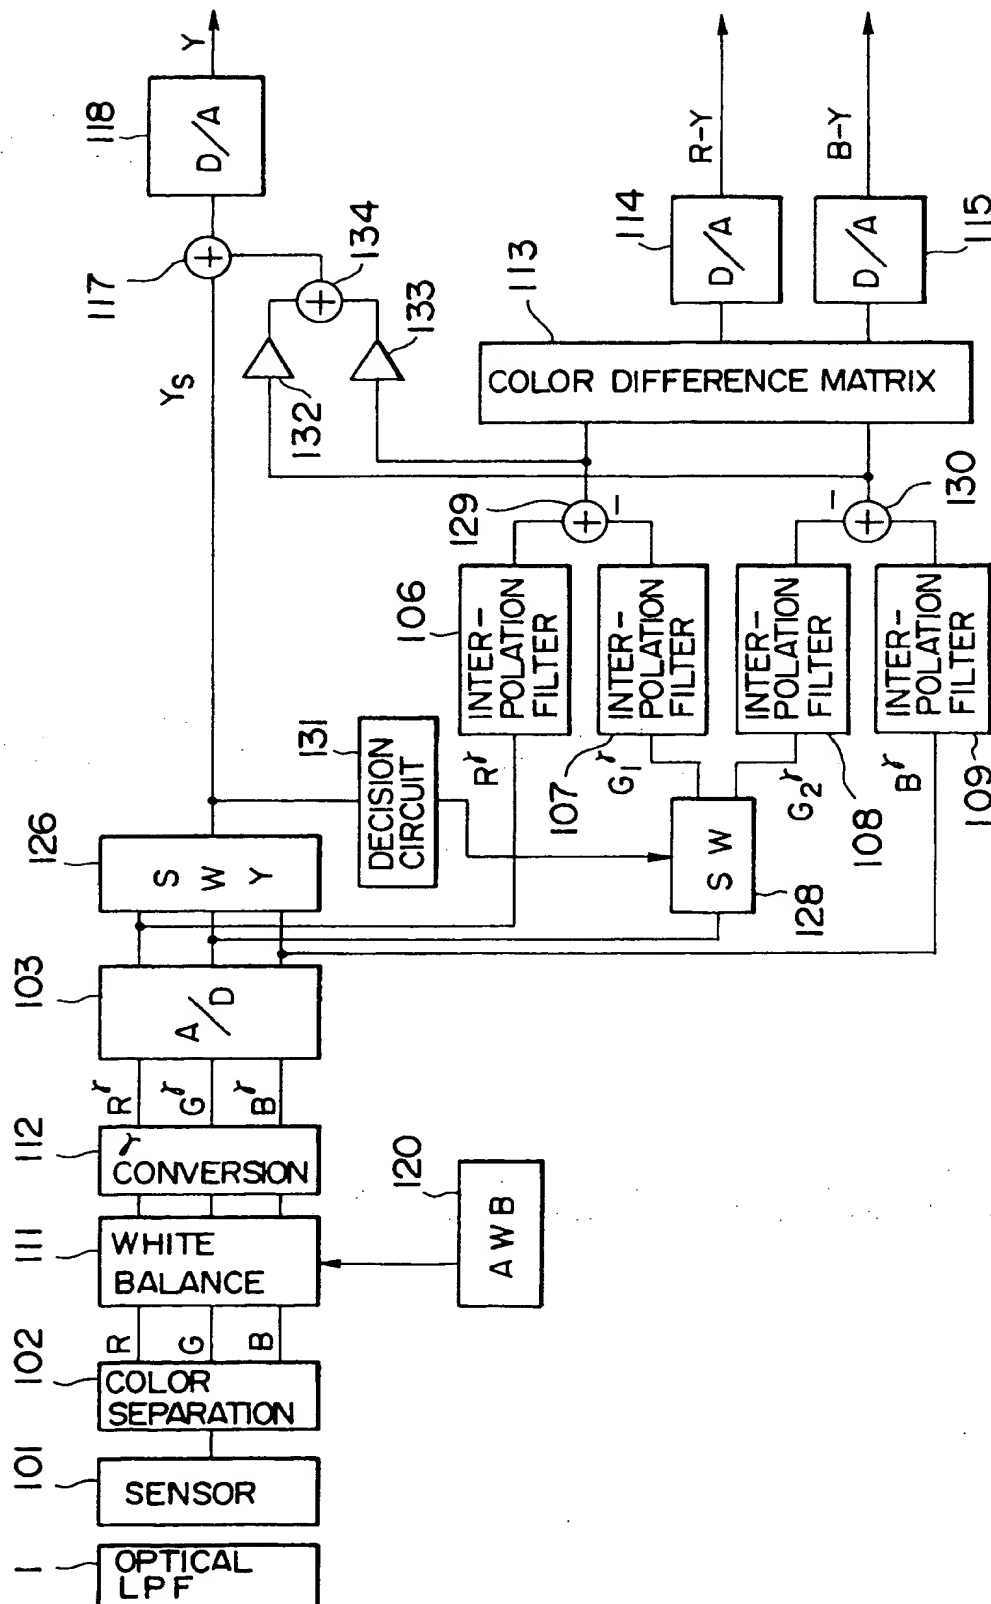 1
OPTICAL
LPF
101
SENSOR
102
COLOR
SEPARATION
R
G
B
111
WHITE
BALANCE
120
AWB
112
γ
CONVERSION
Rγ
Gγ
Bγ
103
A/D
126
SWY
131
DECISION
CIRCUIT
128
SW
Rγ
G1γ
G2γ
Bγ
106
INTER-
POLATION
FILTER
107
INTER-
POLATION
FILTER
108
INTER-
POLATION
FILTER
109
INTER-
POLATION
FILTER
129
+
−
130
+
−
YS
132
133
134
+
117
+
113
COLOR DIFFERENCE MATRIX
118
D/A
Y
114
D/A
R-Y
115
D/A
B-Y